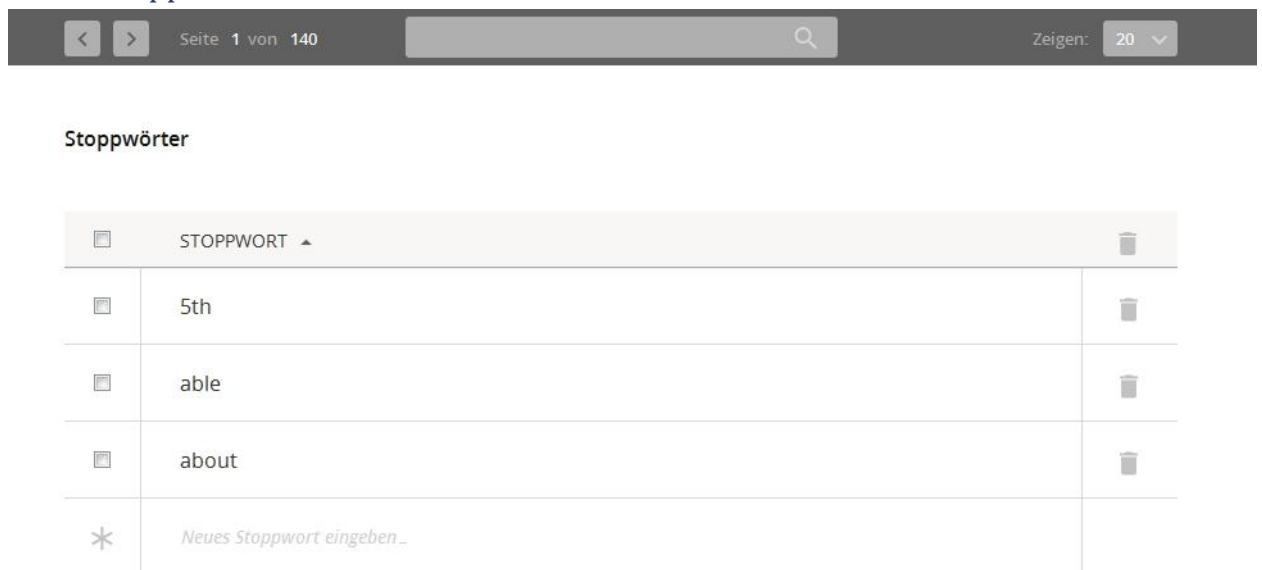 Seite 1 von 140 Zeigen: 20
Stoppwörter
STOPPWORT
5th
able
about
Neues Stoppwort eingeben...